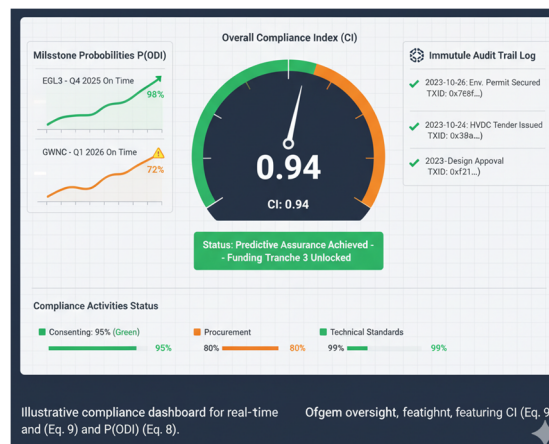 Overall Compliance Index (CI)
Milsstone Probobilities P(ODI)
EGL3 - Q4 2025 On Time
98%
GWNC - Q1 2026 On Time
72%
0.94
CI: 0.94
Status: Predictive Assurance Achieved -
- Funding Tranche 3 Unlocked
Immutule Audit Trail Log
2023-10-26: Env. Permit Secured
TXID: 0x768f...)
2023-10-24: HVDC Tender Issued
TXID: 0x38a...)
2023-Design Appoval
TXID: 0xf21...)
Compliance Activities Status
Consenting: 95% (Green)
95%
Procurement
80% 80%
Technical Standards
99% 99%
Illustrative compliance dashboard for real-time
and (Eq. 9) and P(ODI) (Eq. 8).
Ofgem oversight, featighnt, featuring CI (Eq. 9